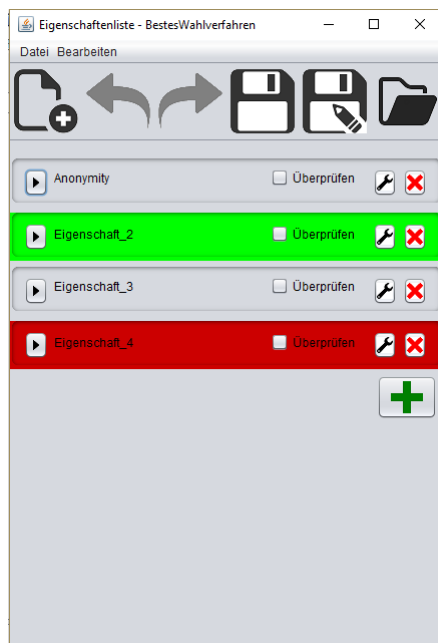 Eigenschaftenliste - BestesWahlverfahren
Datei Bearbeiten
Anonymity Überprüfen
Eigenschaft_2 Überprüfen
Eigenschaft_3 Überprüfen
Eigenschaft_4 Überprüfen